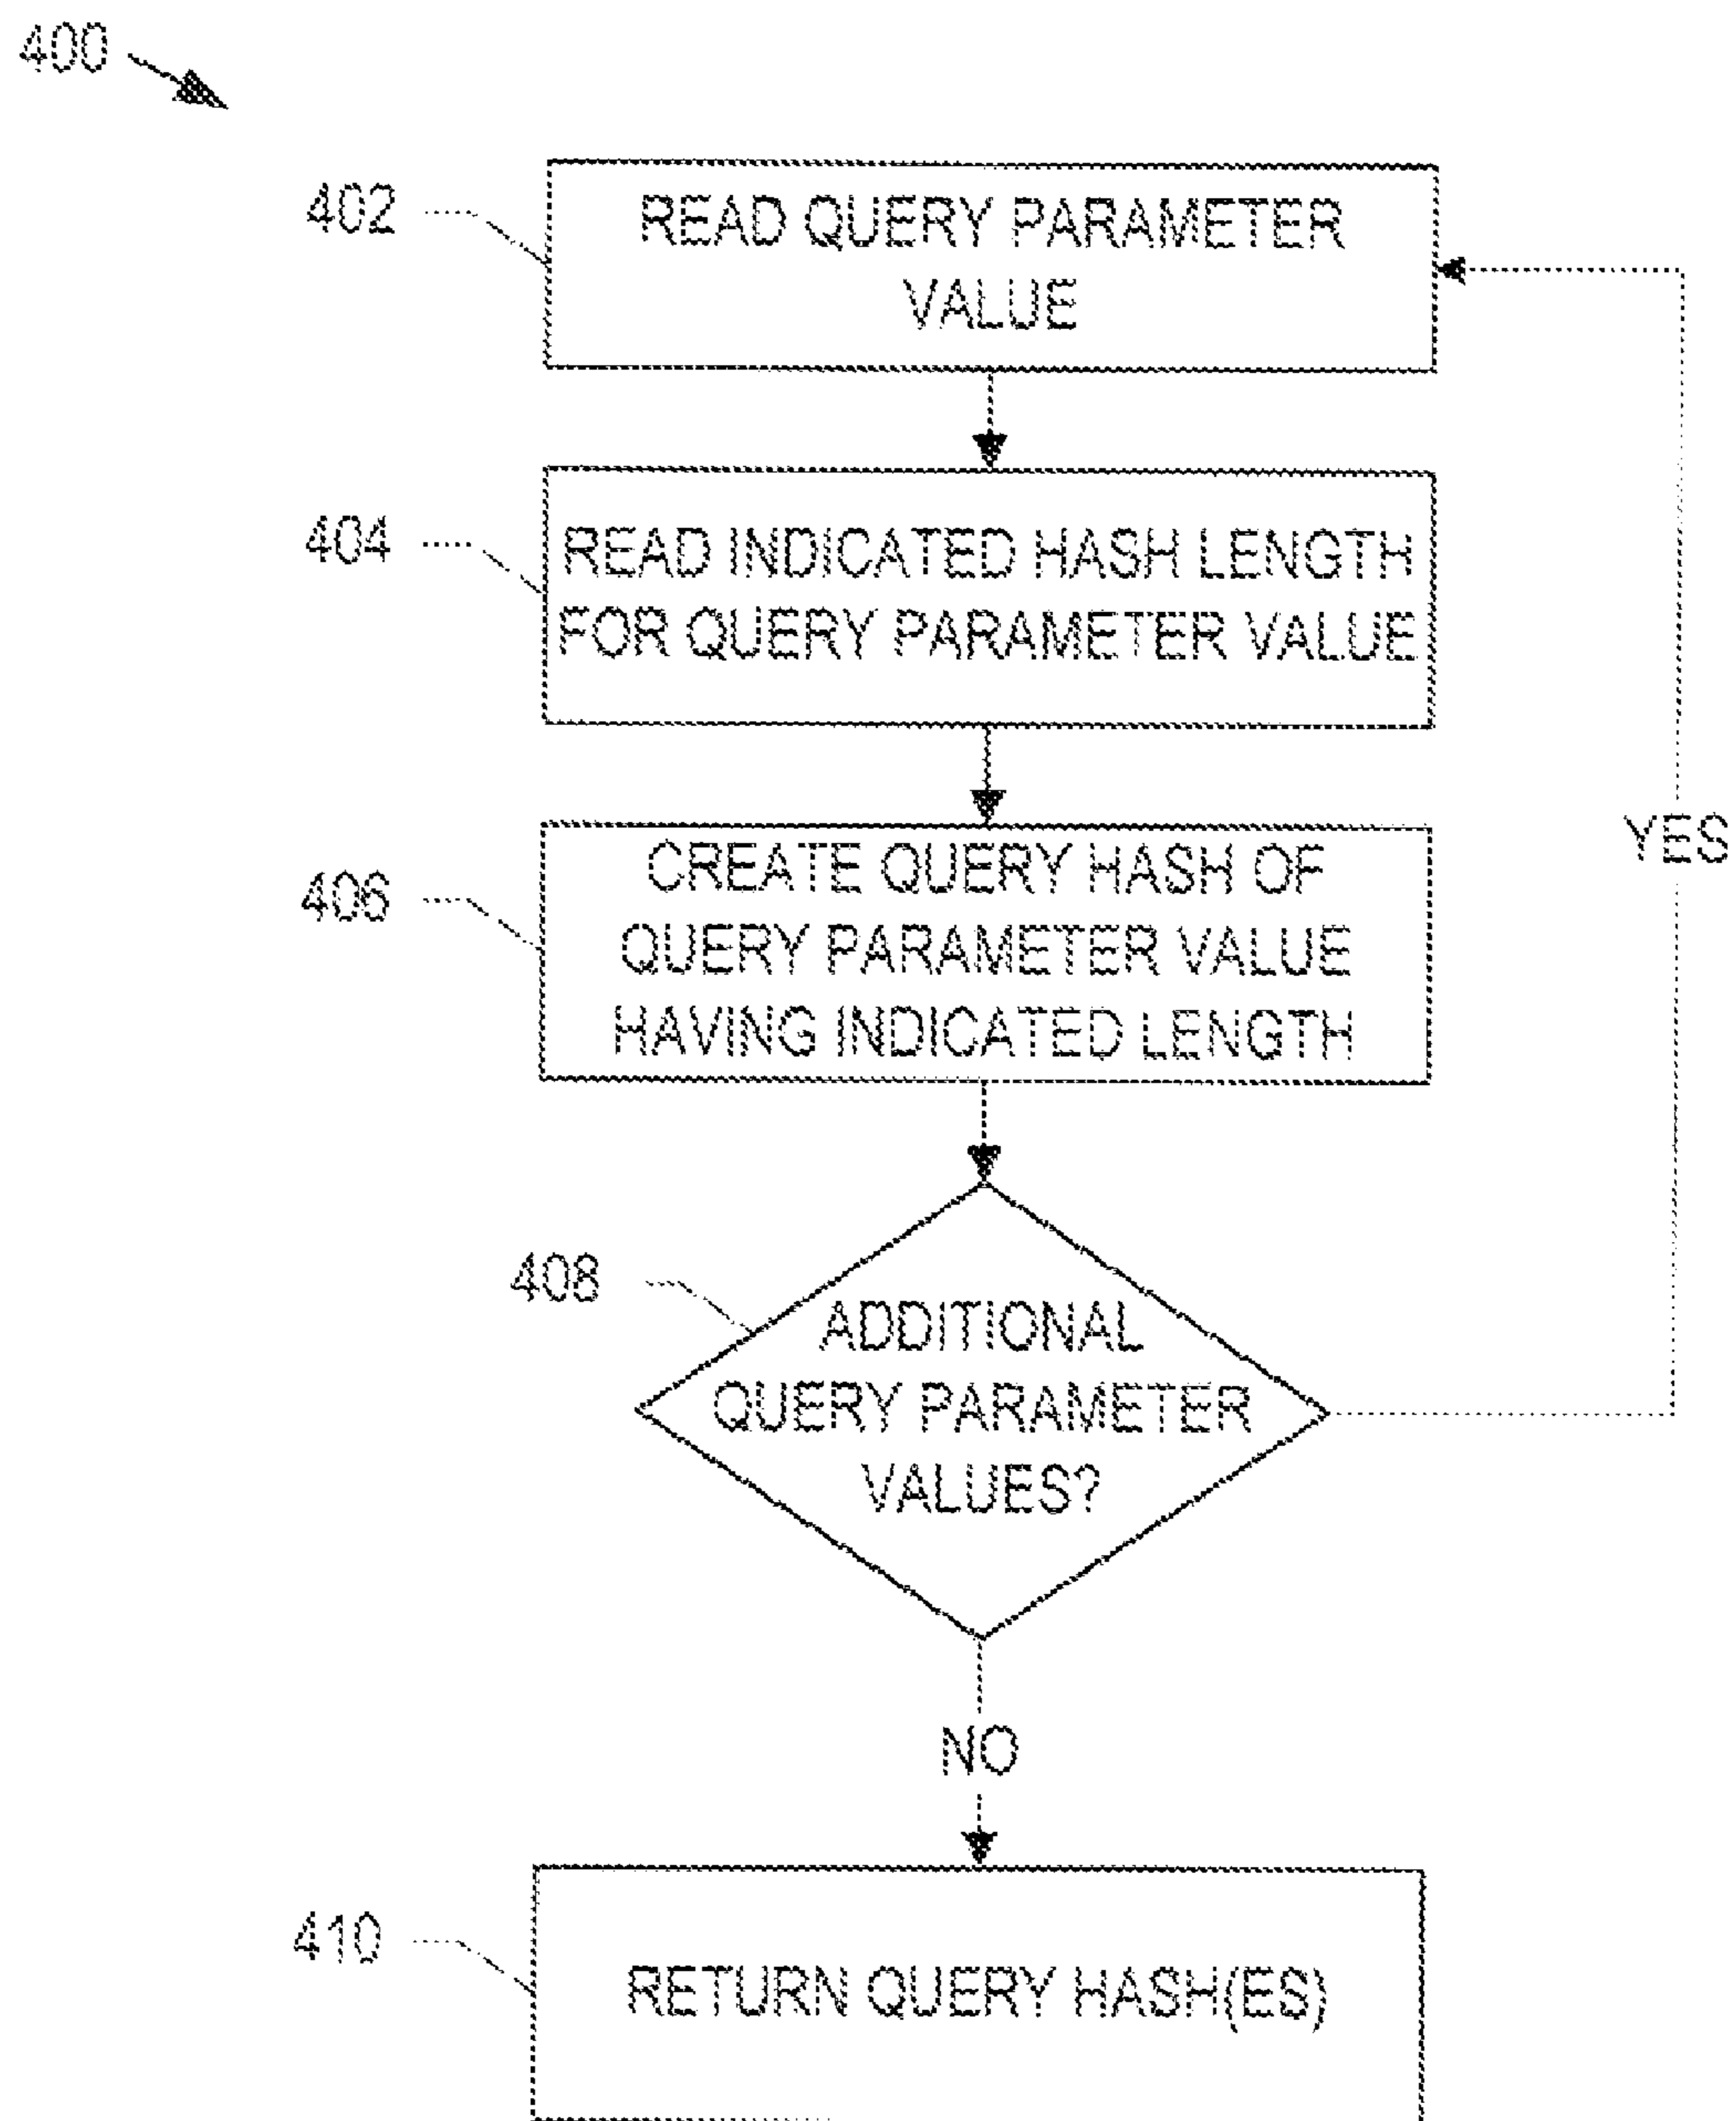 400
402
READ QUERY PARAMETER
VALUE
404
READ INDICATED HASH LENGTH
FOR QUERY PARAMETER VALUE
406
CREATE QUERY HASH OF
QUERY PARAMETER VALUE
HAVING INDICATED LENGTH
YES
408
ADDITIONAL
QUERY PARAMETER
VALUES?
NO
410
RETURN QUERY HASH(ES)